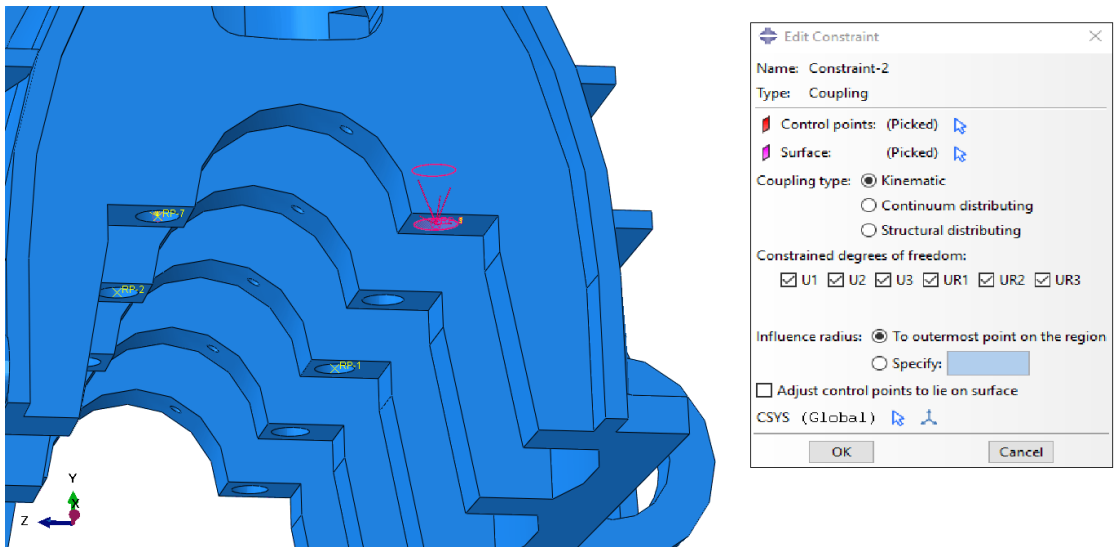 RP-7
RP-2
RP-1
Y
X
Z
Edit Constraint
Name: Constraint-2
Type: Coupling
Control points: (Picked)
Surface: (Picked)
Coupling type: Kinematic
Continuum distributing
Structural distributing
Constrained degrees of freedom:
U1 U2 U3 UR1 UR2 UR3
Influence radius: To outermost point on the region
Specify:
Adjust control points to lie on surface
CSYS (Global)
OK Cancel